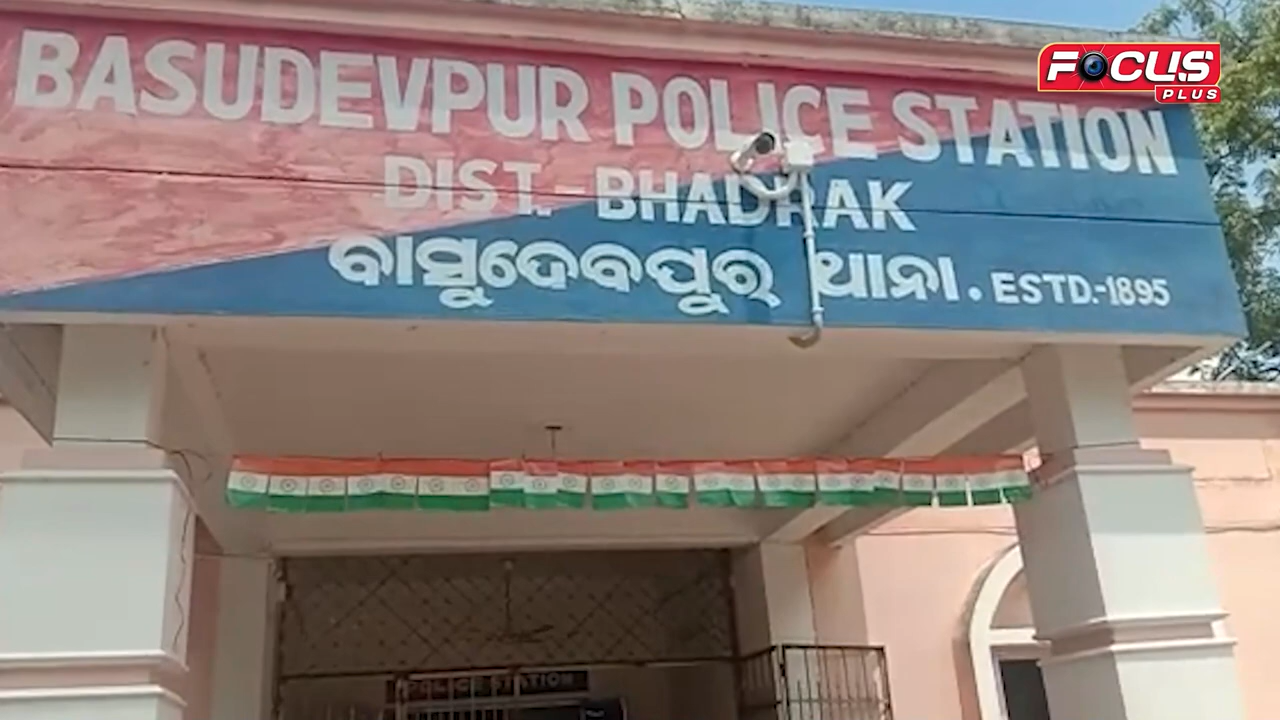 BASUDEVPUR POLICE STATION
DIST.-BHADRAK
ବାସୁଦେବପୁର ଥାନା. ESTD.-1895
FOCUS
PLUS
POLICE STATION